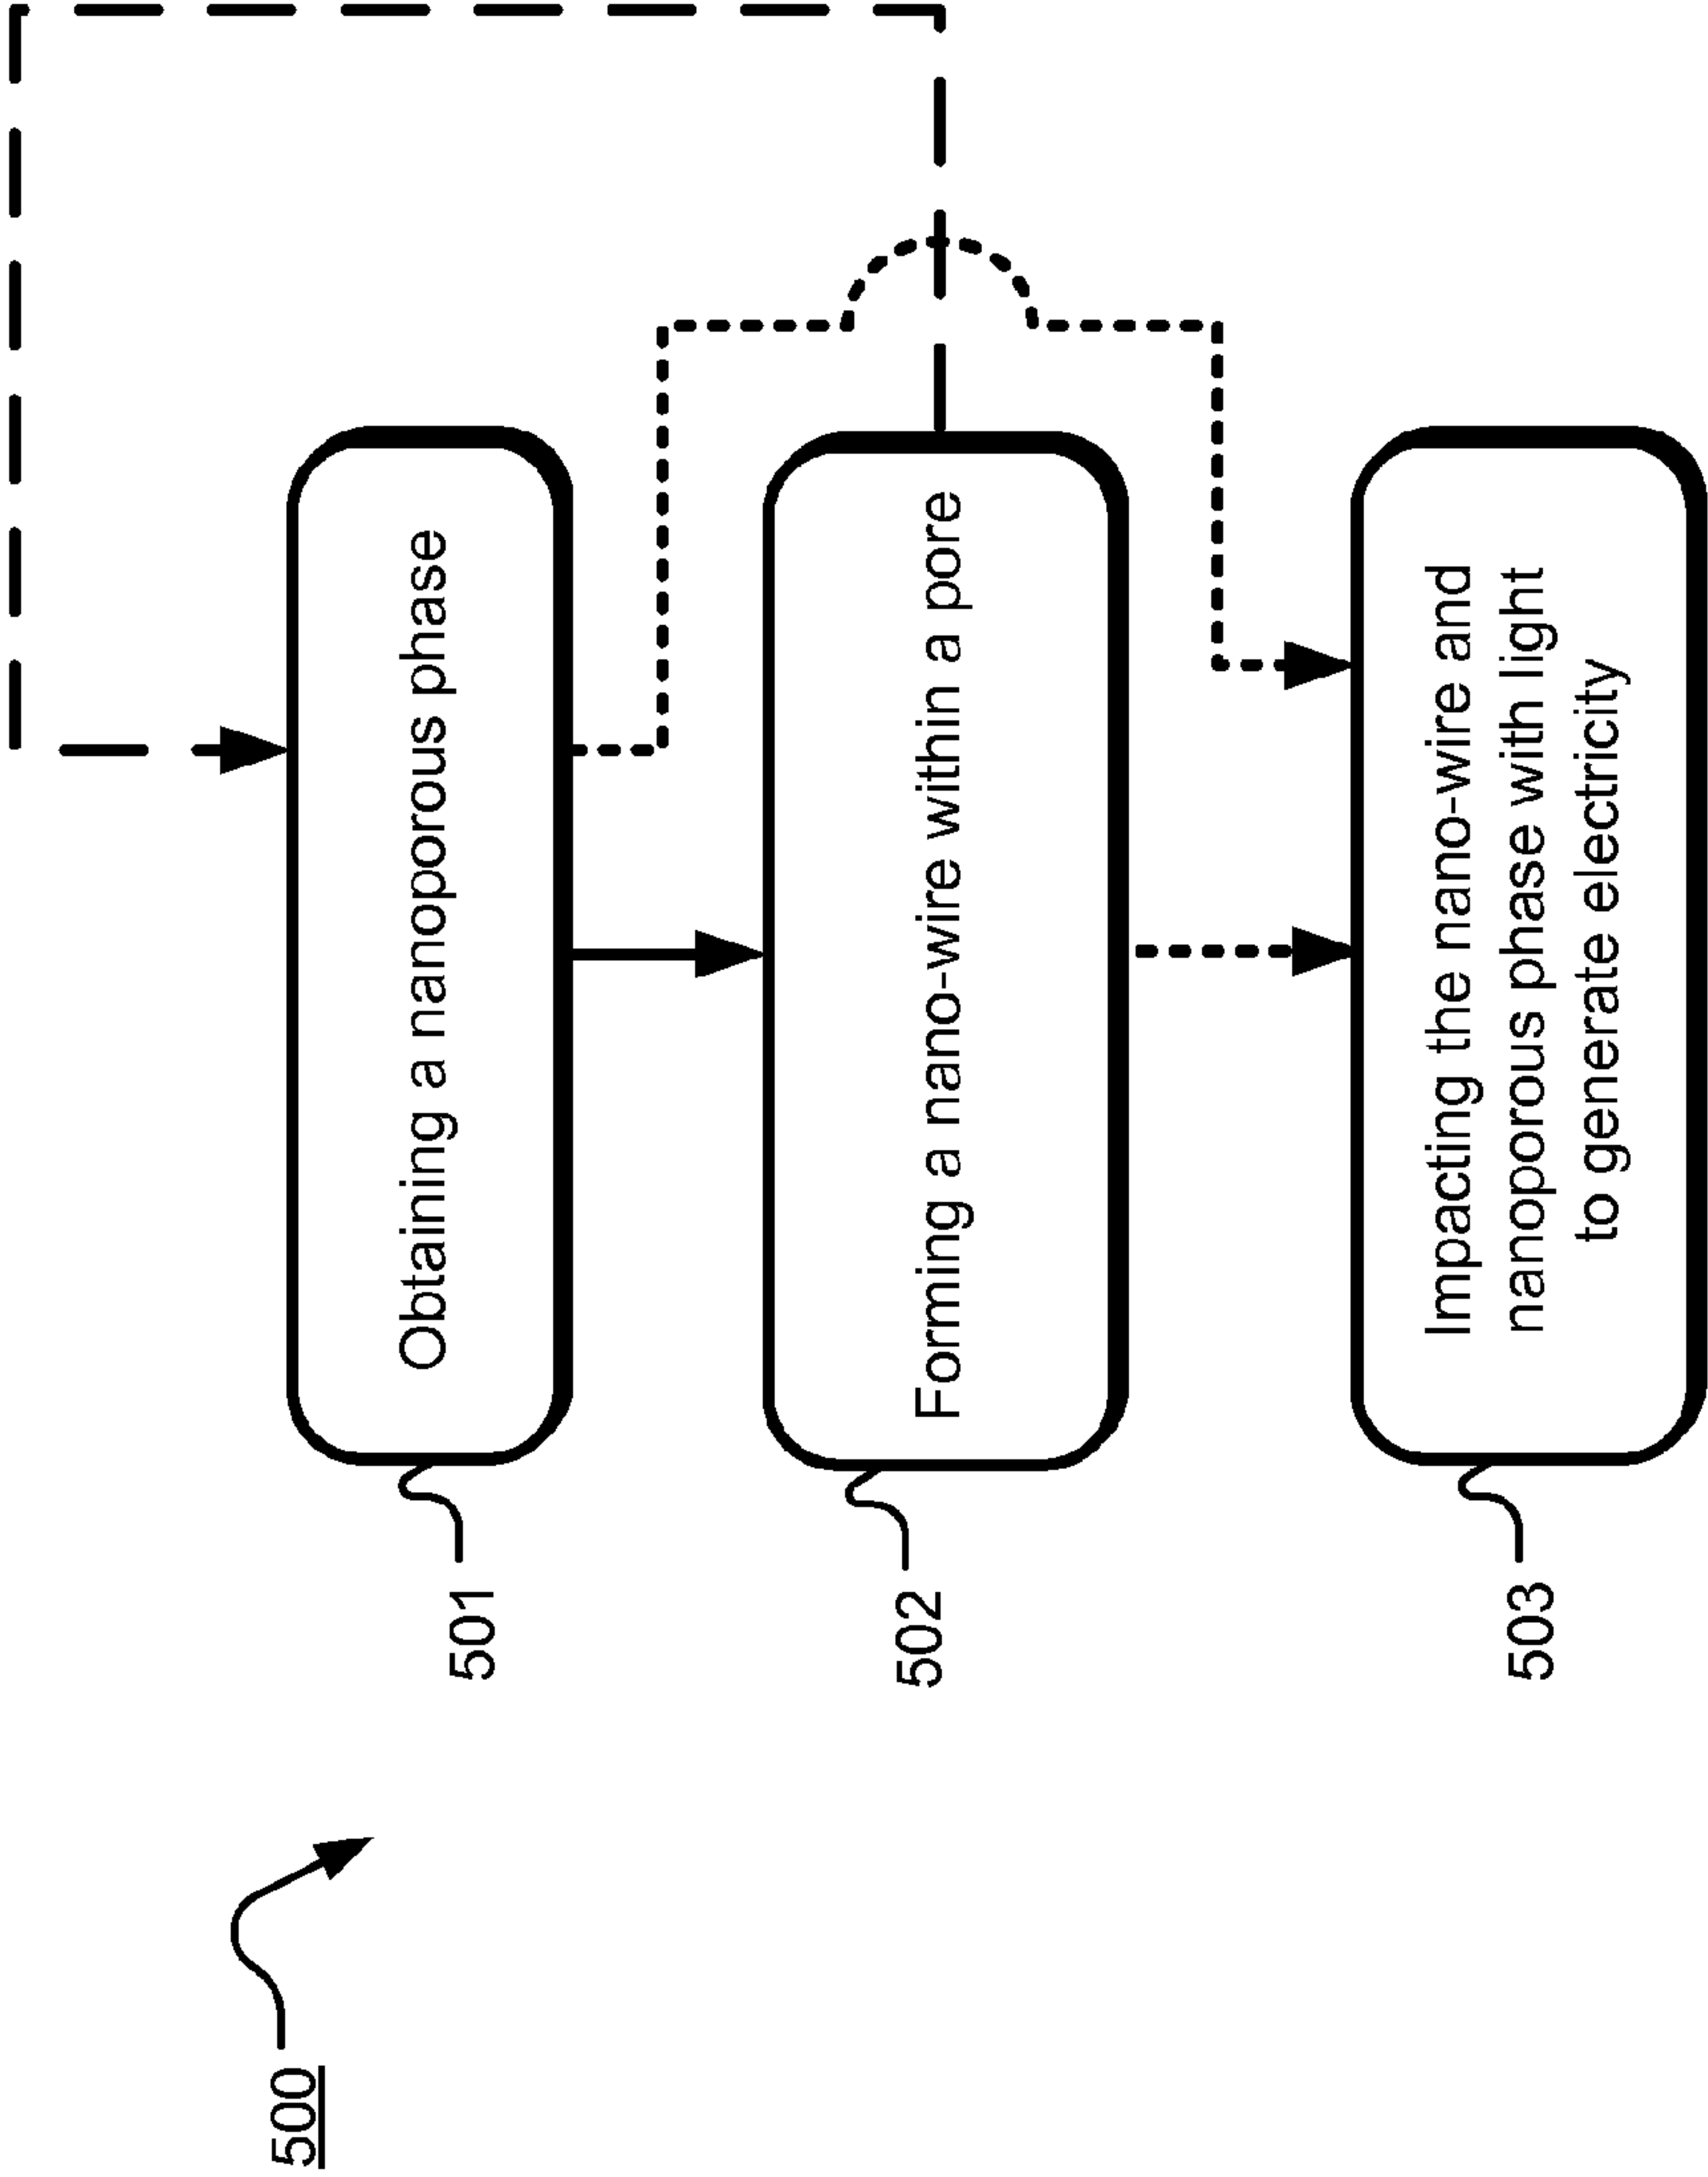 500
501
Obtaining a nanoporous phase
502
Forming a nano-wire within a pore
503
Impacting the nano-wire and
nanoporous phase with light
to generate electricity